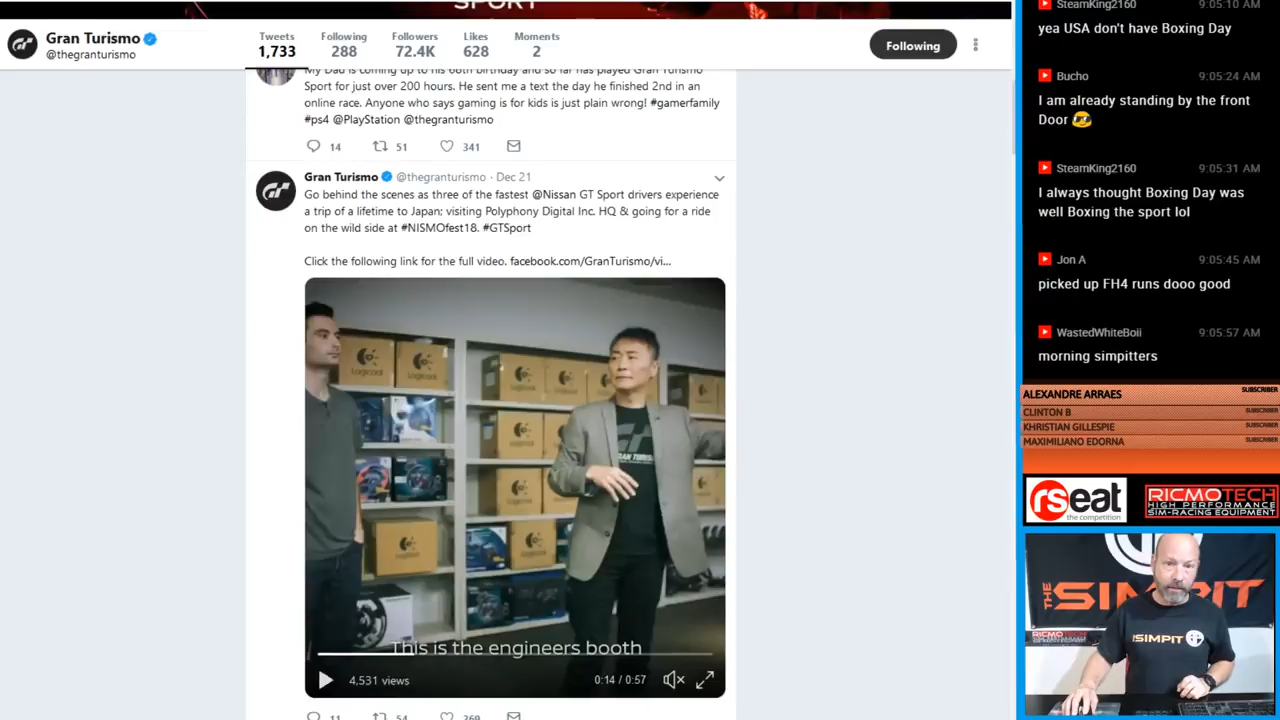 SPORT
Gran Turismo
@thegranturismo
Tweets
1,733
Following
288
Followers
72.4K
Likes
628
Moments
2
Following
My Dad is coming up to his 68th birthday and so far has played Gran Turismo
Sport for just over 200 hours. He sent me a text the day he finished 2nd in an
online race. Anyone who says gaming is for kids is just plain wrong! #gamerfamily
#ps4 @PlayStation @thegranturismo
14 51 341
Gran Turismo @thegranturismo · Dec 21
Go behind the scenes as three of the fastest @Nissan GT Sport drivers experience
a trip of a lifetime to Japan; visiting Polyphony Digital Inc. HQ & going for a ride
on the wild side at #NISMOfest18. #GTSport
Click the following link for the full video. facebook.com/GranTurismo/vi...
Logicool
Logicool
GRAN TURISMO
This is the engineers booth
4,531 views
0:14 / 0:57
11 54 269
SteamKing2160 9:05:10 AM
yea USA don't have Boxing Day
Bucho 9:05:24 AM
I am already standing by the front
Door 😎
SteamKing2160 9:05:31 AM
I always thought Boxing Day was
well Boxing the sport lol
Jon A 9:05:45 AM
picked up FH4 runs dooo good
WastedWhiteBoii 9:05:57 AM
morning simpitters
ALEXANDRE ARRAES SUBSCRIBER
CLINTON B SUBSCRIBER
KHRISTIAN GILLESPIE SUBSCRIBER
MAXIMILIANO EDORNA SUBSCRIBER
rseat
the competition
RICMOTECH
HIGH PERFORMANCE
SIM-RACING EQUIPMENT
THE SIMPIT
RICMOTECH
SIMPIT